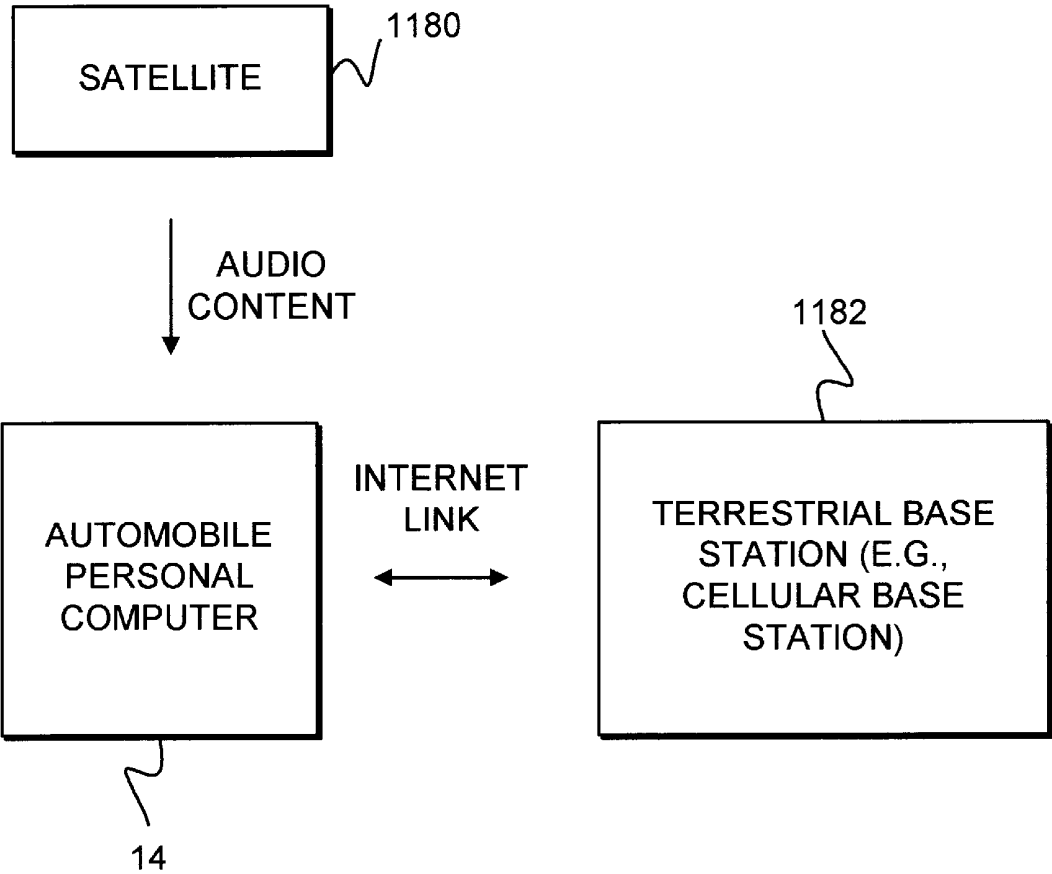 1180
SATELLITE
AUDIO
CONTENT
1182
INTERNET
LINK
AUTOMOBILE
PERSONAL
COMPUTER
TERRESTRIAL BASE
STATION (E.G.,
CELLULAR BASE
STATION)
14